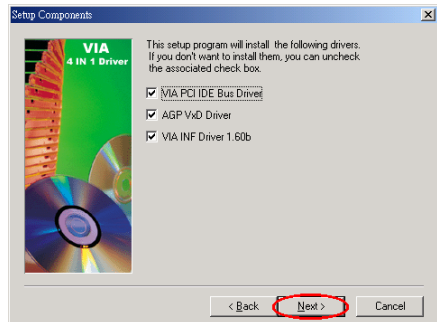 Setup Components
VIA
4 IN 1 Driver
This setup program will install the following drivers.
If you don't want to install them, you can uncheck
the associated check box.
VIA PCI IDE Bus Driver
AGP VxD Driver
VIA INF Driver 1.60b
< Back
Next >
Cancel